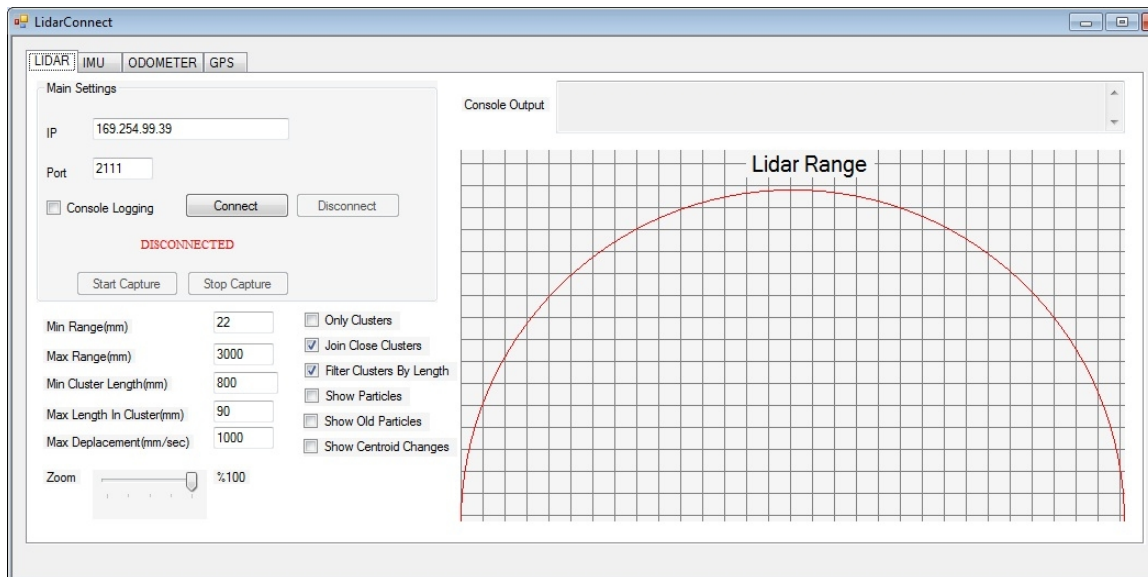 LidarConnect
LIDAR IMU ODOMETER GPS
Main Settings
IP 169.254.99.39
Port 2111
Console Logging Connect Disconnect
DISCONNECTED
Start Capture Stop Capture
Min Range(mm) 22
Max Range(mm) 3000
Min Cluster Length(mm) 800
Max Length In Cluster(mm) 90
Max Deplacement(mm/sec) 1000
Zoom %100
Only Clusters
Join Close Clusters
Filter Clusters By Length
Show Particles
Show Old Particles
Show Centroid Changes
Console Output
Lidar Range